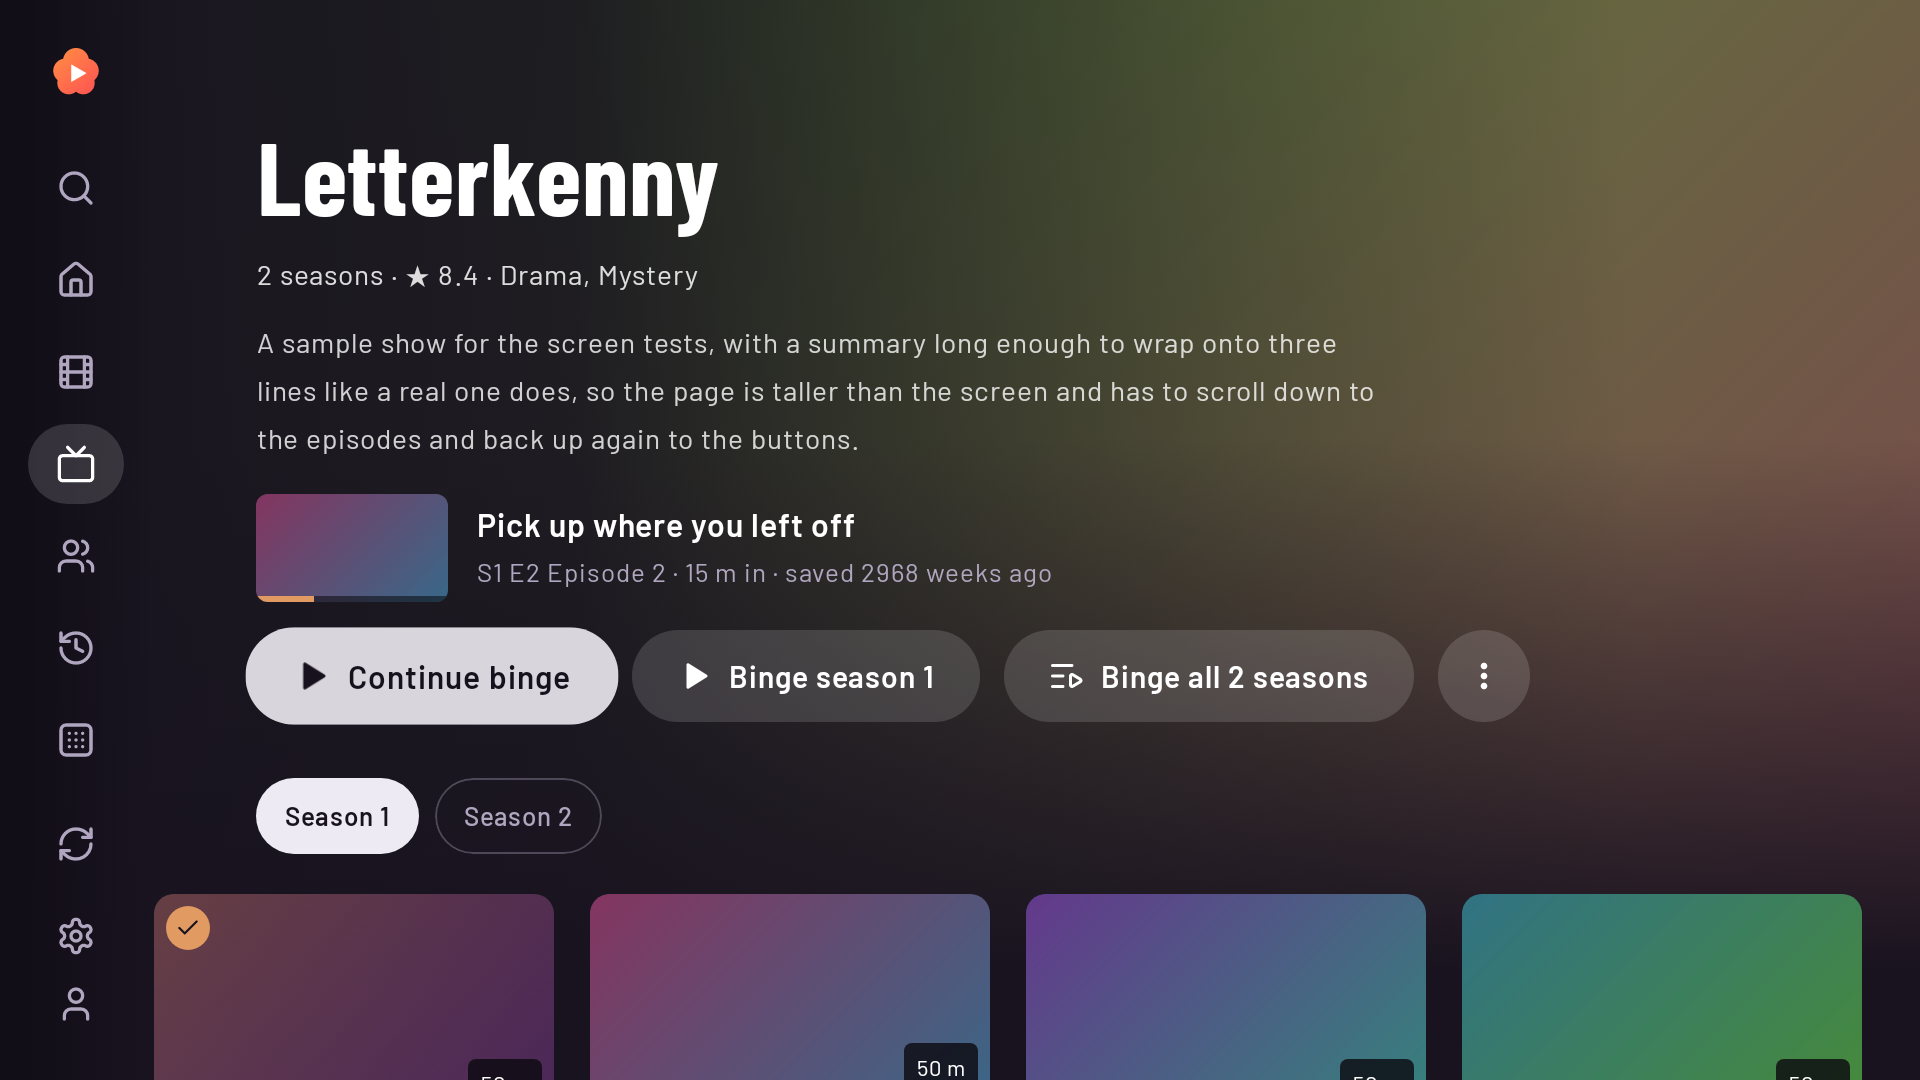 Letterkenny
2 seasons · ★ 8.4 · Drama, Mystery
A sample show for the screen tests, with a summary long enough to wrap onto three
lines like a real one does, so the page is taller than the screen and has to scroll down to
the episodes and back up again to the buttons.
Pick up where you left off
S1 E2 Episode 2 · 15 m in · saved 2968 weeks ago
Continue binge
Binge season 1
Binge all 2 seasons
Season 1
Season 2
50 m